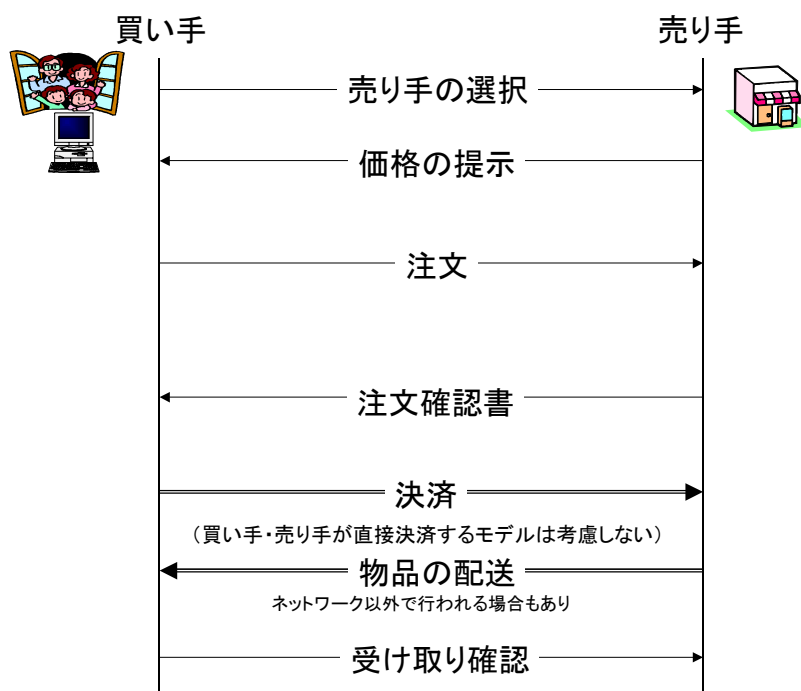 買い手
売り手
売り手の選択
価格の提示
注文
注文確認書
決済
（買い手・売り手が直接決済するモデルは考慮しない）
物品の配送
ネットワーク以外で行われる場合もあり
受け取り確認